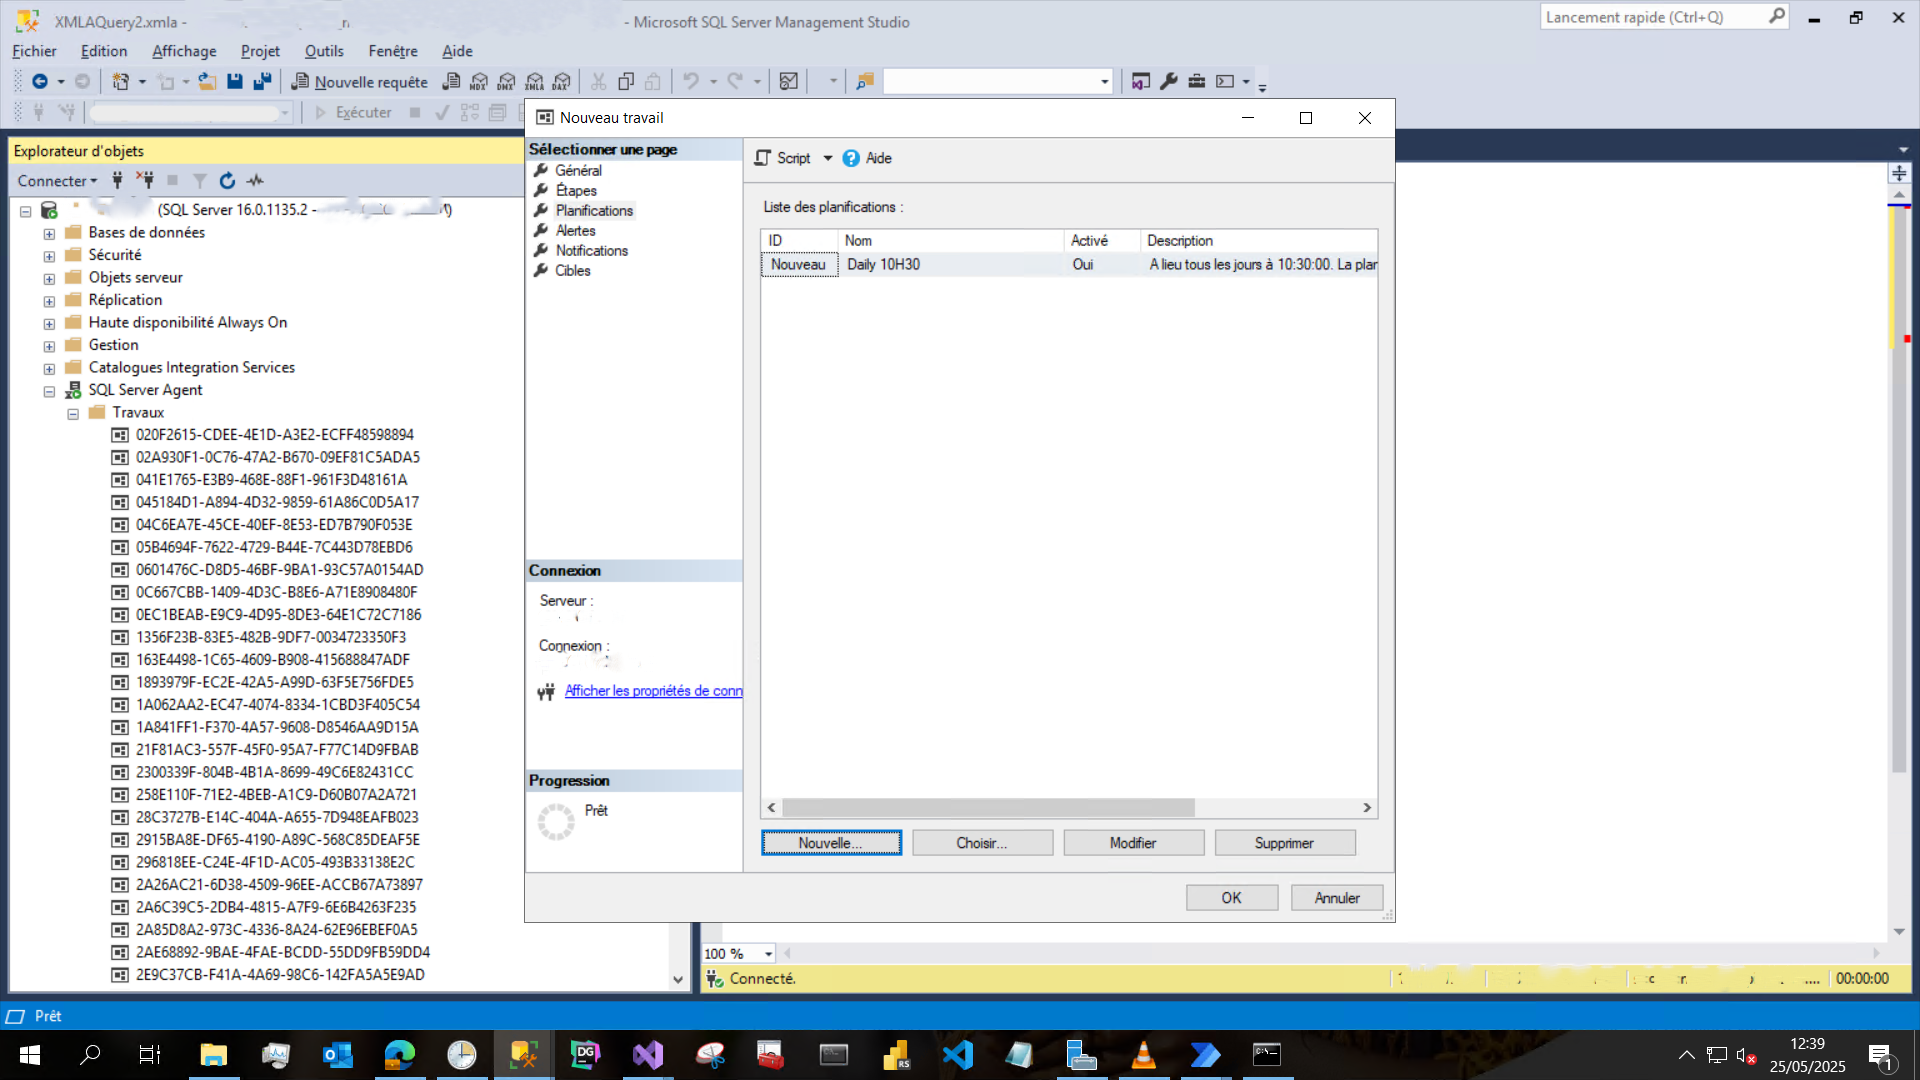 XMLAQuery2.xmla -
- Microsoft SQL Server Management Studio
Lancement rapide (Ctrl+Q)
Fichier Edition Affichage Projet Outils Fenêtre Aide
Nouvelle requête MDX DMX XMLA DAX
Exécuter
Explorateur d'objets
Connecter
(SQL Server 16.0.1135.2 -
Bases de données
Sécurité
Objets serveur
Réplication
Haute disponibilité Always On
Gestion
Catalogues Integration Services
SQL Server Agent
Travaux
020F2615-CDEE-4E1D-A3E2-ECFF48598894
02A930F1-0C76-47A2-B670-09EF81C5ADA5
041E1765-E3B9-468E-88F1-961F3D48161A
045184D1-A894-4D32-9859-61A86C0D5A17
04C6EA7E-45CE-40EF-8E53-ED7B790F053E
05B4694F-7622-4729-B44E-7C443D78EBD6
0601476C-D8D5-46BF-9BA1-93C57A0154AD
0C667CBB-1409-4D3C-B8E6-A71E8908480F
0EC1BEAB-E9C9-4D95-8DE3-64E1C72C7186
1356F23B-83E5-482B-9DF7-0034723350F3
163E4498-1C65-4609-B908-415688847ADF
1893979F-EC2E-42A5-A99D-63F5E756FDE5
1A062AA2-EC47-4074-8334-1CBD3F405C54
1A841FF1-F370-4A57-9608-D8546AA9D15A
21F81AC3-557F-45F0-95A7-F77C14D9FBAB
2300339F-804B-4B1A-8699-49C6E82431CC
258E110F-71E2-4BEB-A1C9-D60B07A2A721
28C3727B-E14C-404A-A655-7D948EAFB023
2915BA8E-DF65-4190-A89C-568C85DEAF5E
296818EE-C24E-4F1D-AC05-493B33138E2C
2A26AC21-6D38-4509-96EE-ACCB67A73897
2A6C39C5-2DB4-4815-A7F9-6E6B4263F235
2A85D8A2-973C-4336-8A24-62E96EBEF0A5
2AE68892-9BAE-4FAE-BCDD-55DD9FB59DD4
2E9C37CB-F41A-4A69-98C6-142FA5A5E9AD
Nouveau travail
Sélectionner une page
Général
Étapes
Planifications
Alertes
Notifications
Cibles
Connexion
Serveur :
Connexion :
Afficher les propriétés de conn
Progression
Prêt
Script Aide
Liste des planifications :
ID Nom Activé Description
Nouveau Daily 10H30 Oui A lieu tous les jours à 10:30:00. La plan
Nouvelle... Choisir... Modifier Supprimer
OK Annuler
100 %
Connecté. 00:00:00
Prêt
DG
RS
12:39
25/05/2025
1